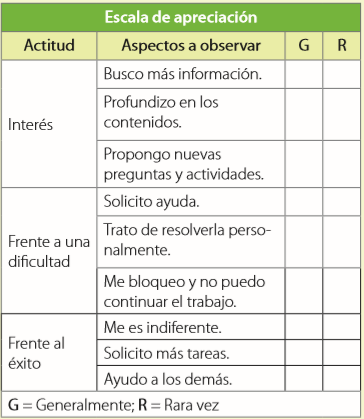 Escala de apreciación
Actitud Aspectos a observar G R
Interés
Busco más información.
Profundizo en los
contenidos.
Propongo nuevas
preguntas y actividades.
Frente a una
dificultad
Solicito ayuda.
Trato de resolverla perso-
nalmente.
Me bloqueo y no puedo
continuar el trabajo.
Frente al
éxito
Me es indiferente.
Solicito más tareas.
Ayudo a los demás.
G = Generalmente; R = Rara vez